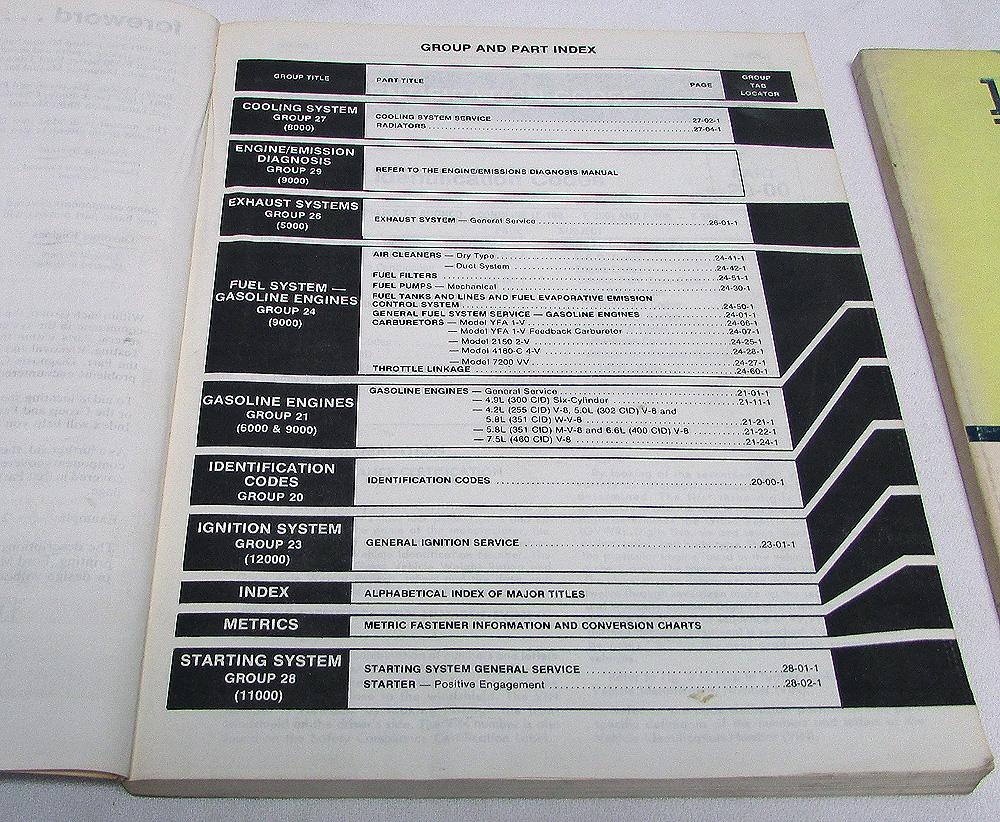 GROUP AND PART INDEX
GROUP TITLE PART TITLE PAGE GROUP TAB LOCATOR
COOLING SYSTEM
GROUP 27
(8000)
COOLING SYSTEM SERVICE 27-02-1
RADIATORS 27-04-1
ENGINE/EMISSION
DIAGNOSIS
GROUP 29
(9000)
REFER TO THE ENGINE/EMISSIONS DIAGNOSIS MANUAL
EXHAUST SYSTEMS
GROUP 26
(5000)
EXHAUST SYSTEM — General Service 26-01-1
FUEL SYSTEM —
GASOLINE ENGINES
GROUP 24
(9000)
AIR CLEANERS — Dry Type 24-41-1
— Duct System 24-42-1
FUEL FILTERS 24-51-1
FUEL PUMPS — Mechanical 24-30-1
FUEL TANKS AND LINES AND FUEL EVAPORATIVE EMISSION
CONTROL SYSTEM 24-50-1
GENERAL FUEL SYSTEM SERVICE — GASOLINE ENGINES 24-01-1
CARBURETORS — Model YFA 1-V 24-06-1
— Model YFA 1-V Feedback Carburetor 24-07-1
— Model 2150 2-V 24-25-1
— Model 4180-C 4-V 24-28-1
— Model 7200 VV 24-27-1
THROTTLE LINKAGE 24-60-1
GASOLINE ENGINES
GROUP 21
(6000 & 9000)
GASOLINE ENGINES — General Service 21-01-1
— 4.9L (300 CID) Six-Cylinder 21-11-1
— 4.2L (255 CID) V-8, 5.0L (302 CID) V-8 and
5.8L (351 CID) W-V-8 21-21-1
— 5.8L (351 CID) M-V-8 and 6.6L (400 CID) V-8 21-22-1
— 7.5L (460 CID) V-8 21-24-1
IDENTIFICATION
CODES
GROUP 20
IDENTIFICATION CODES 20-00-1
IGNITION SYSTEM
GROUP 23
(12000)
GENERAL IGNITION SERVICE 23-01-1
INDEX
ALPHABETICAL INDEX OF MAJOR TITLES
METRICS
METRIC FASTENER INFORMATION AND CONVERSION CHARTS
STARTING SYSTEM
GROUP 28
(11000)
STARTING SYSTEM GENERAL SERVICE 28-01-1
STARTER — Positive Engagement 28-02-1